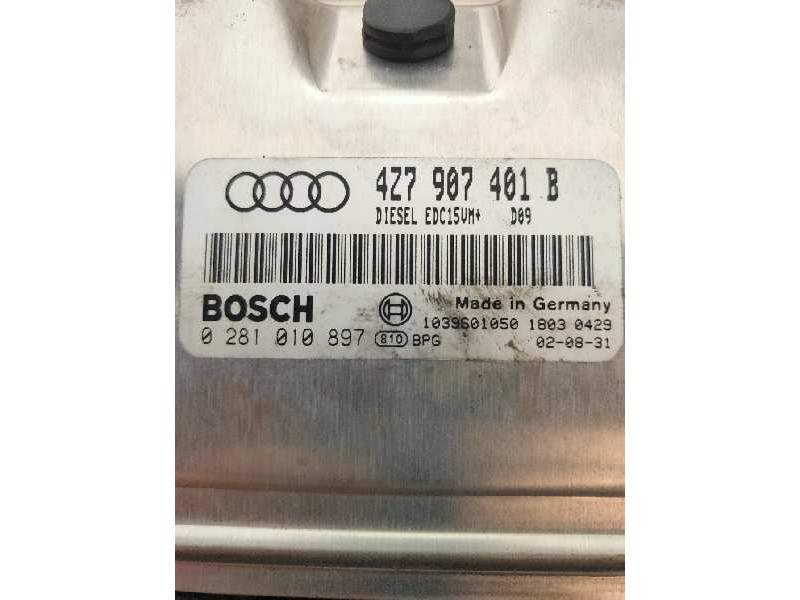 4Z7 907 401 B
DIESEL EDC15VM+ D09
BOSCH
Made in Germany
0 281 010 897 810 BPG
1039S01050 1803 0429
02-08-31